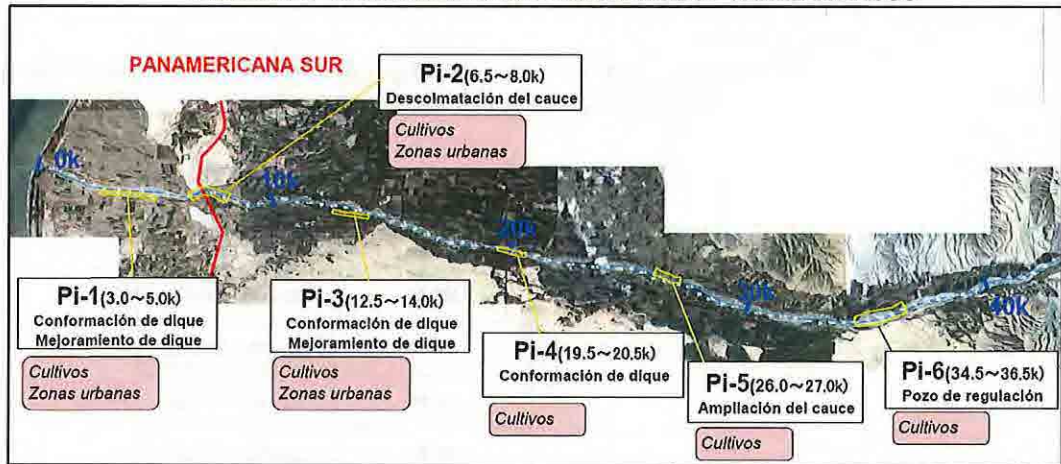 PANAMERICANA SUR
Pi-2(6.5~8.0k)
Descolmatación del cauce
Cultivos
Zonas urbanas
0k
10k
20k
30k
40k
Pi-1(3.0~5.0k)
Conformación de dique
Mejoramiento de dique
Cultivos
Zonas urbanas
Pi-3(12.5~14.0k)
Conformación de dique
Mejoramiento de dique
Cultivos
Zonas urbanas
Pi-4(19.5~20.5k)
Conformación de dique
Cultivos
Pi-5(26.0~27.0k)
Ampliación del cauce
Cultivos
Pi-6(34.5~36.5k)
Pozo de regulación
Cultivos